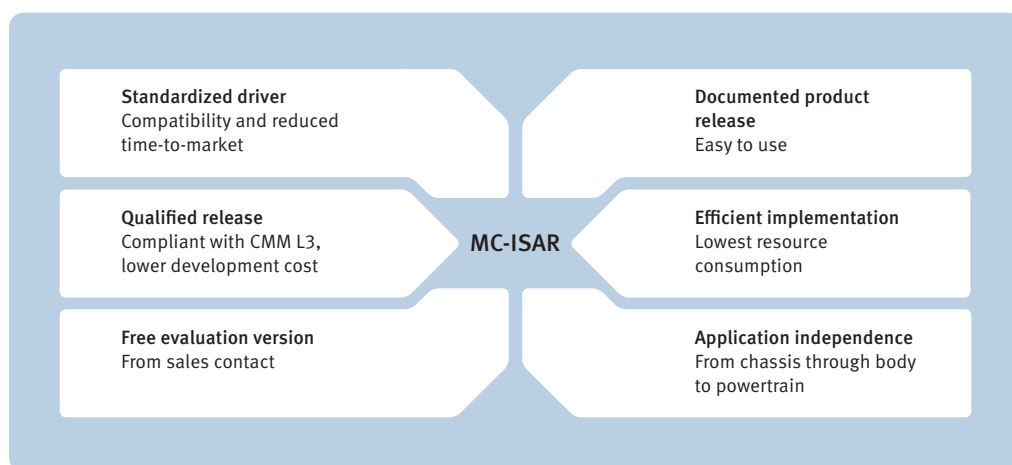 Standardized driver
Compatibility and reduced
time-to-market
Documented product
release
Easy to use
Qualified release
Compliant with CMM L3,
lower development cost
MC-ISAR
Efficient implementation
Lowest resource
consumption
Free evaluation version
From sales contact
Application independence
From chassis through body
to powertrain